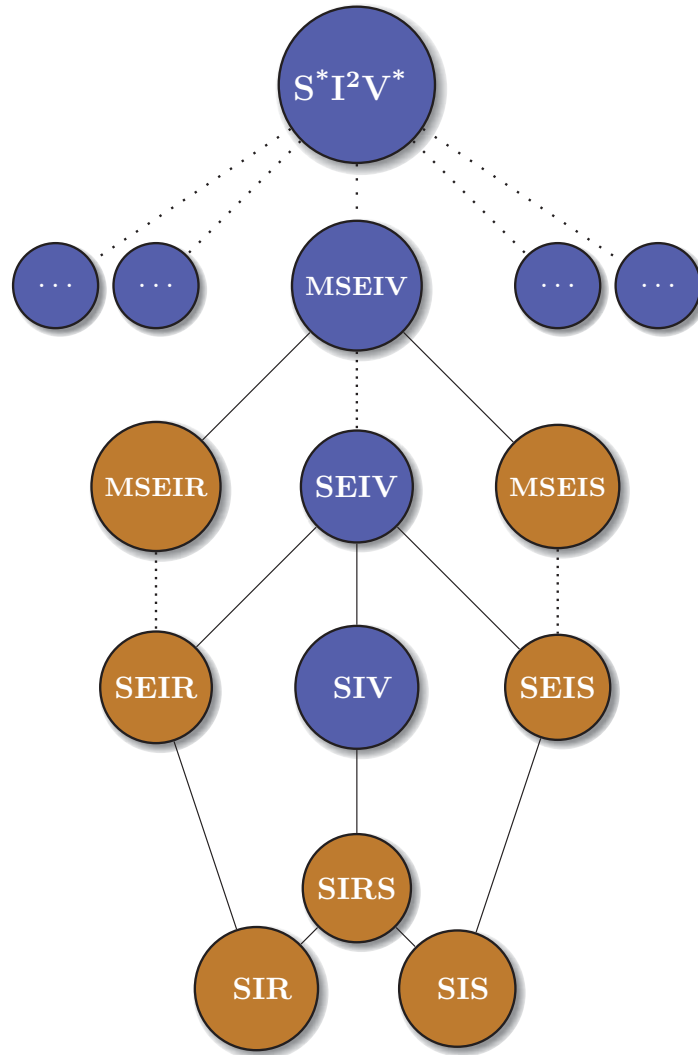 S*I²V*
··· ··· MSEIV ··· ···
MSEIR SEIV MSEIS
SEIR SIV SEIS
SIRS
SIR SIS